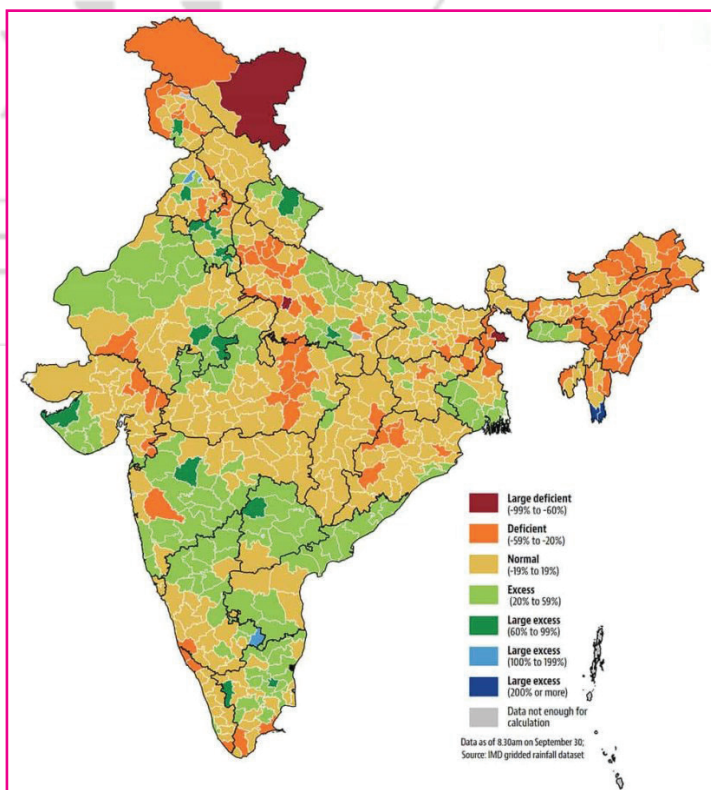 Large deficient
(-99% to -60%)
Deficient
(-59% to -20%)
Normal
(-19% to 19%)
Excess
(20% to 59%)
Large excess
(60% to 99%)
Large excess
(100% to 199%)
Large excess
(200% or more)
Data not enough for
calculation
Data as of 8.30am on September 30;
Source: IMD gridded rainfall dataset